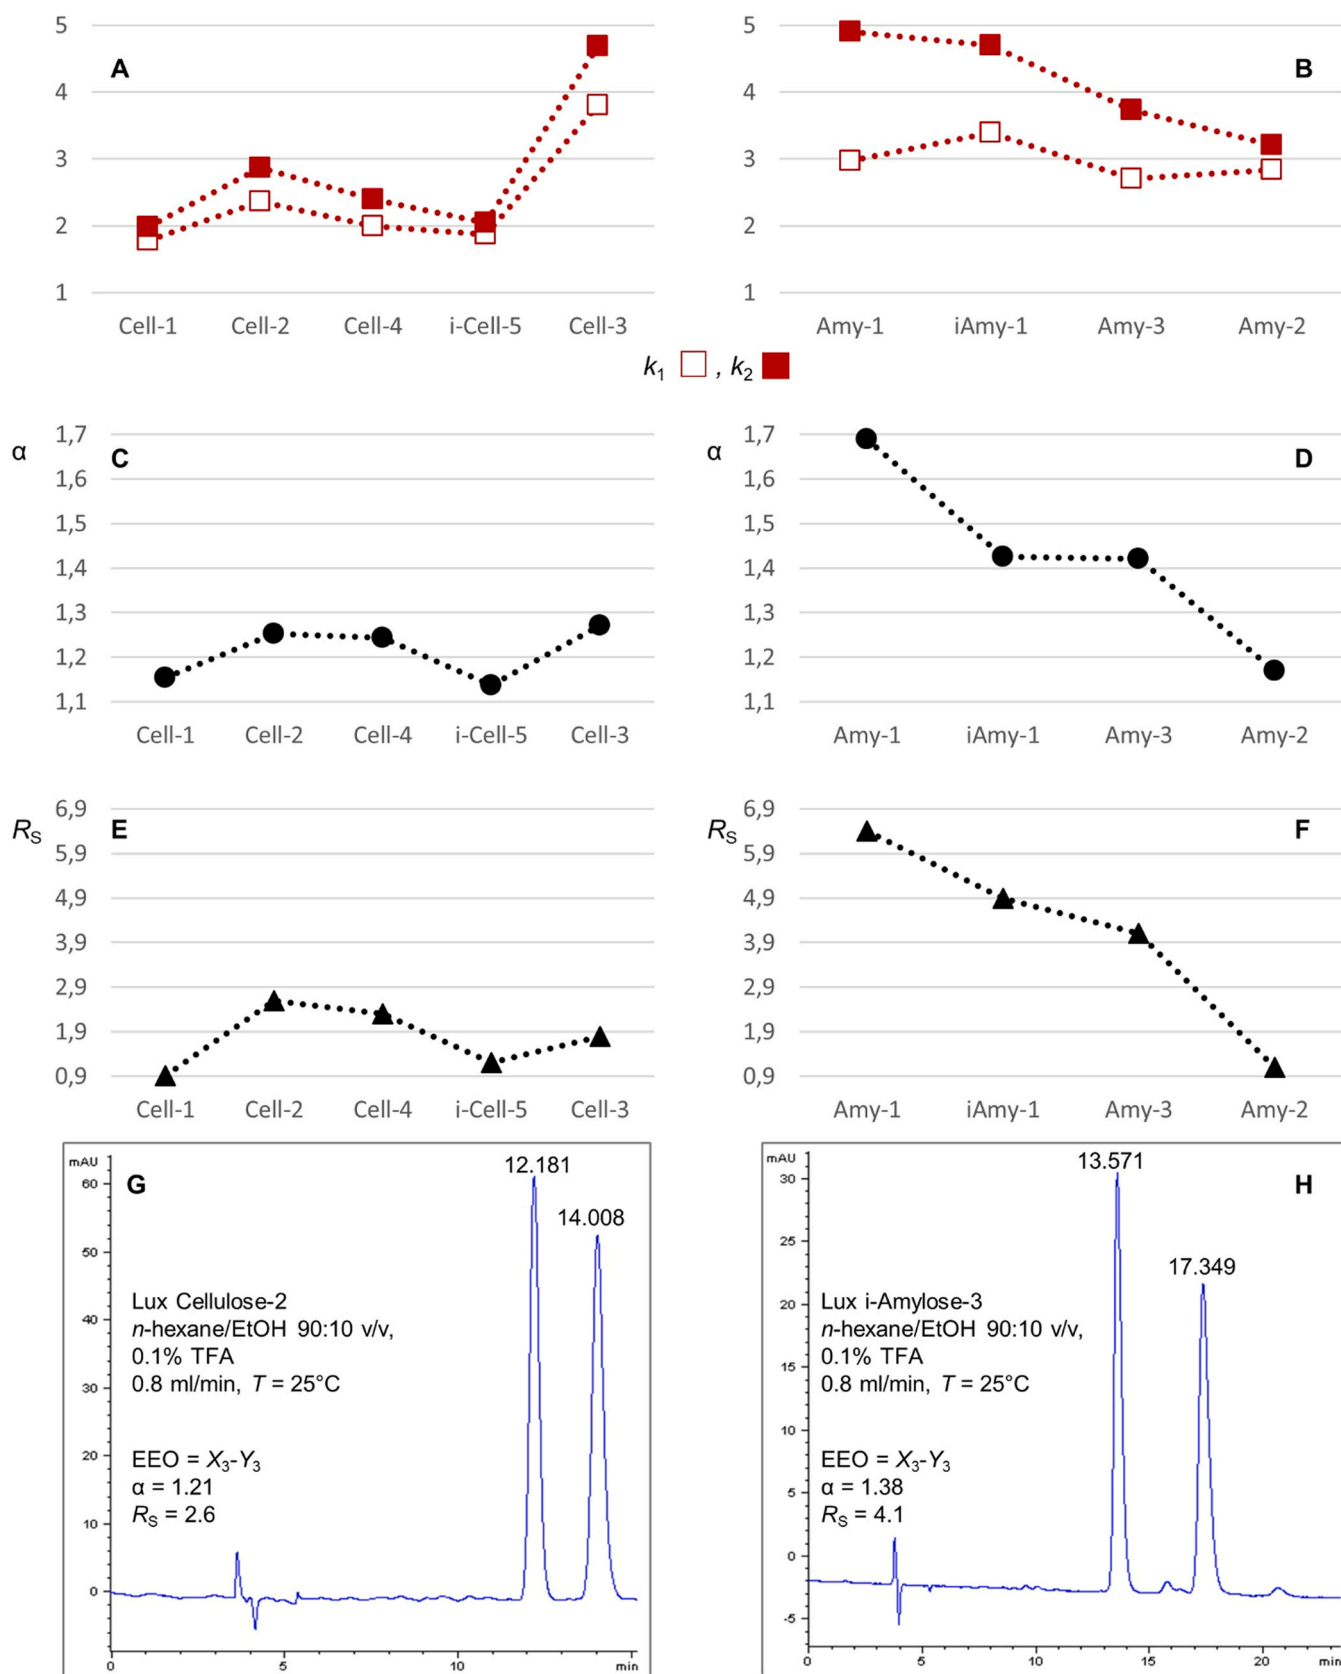 5
A
4
3
2
1
Cell-1 Cell-2 Cell-4 i-Cell-5 Cell-3
5
B
4
3
2
1
Amy-1 iAmy-1 Amy-3 Amy-2
k1 , k2
α
1,7
C
1,6
1,5
1,4
1,3
1,2
1,1
Cell-1 Cell-2 Cell-4 i-Cell-5 Cell-3
α
1,7
D
1,6
1,5
1,4
1,3
1,2
1,1
Amy-1 iAmy-1 Amy-3 Amy-2
6,9
RS
E
5,9
4,9
3,9
2,9
1,9
0,9
Cell-1 Cell-2 Cell-4 i-Cell-5 Cell-3
6,9
RS
F
5,9
4,9
3,9
2,9
1,9
0,9
Amy-1 iAmy-1 Amy-3 Amy-2
mAU
12.181
60
G
14.008
50
Lux Cellulose-2
40
n-hexane/EtOH 90:10 v/v,
0.1% TFA
30
0.8 ml/min, T = 25°C
20
EEO = X3-Y3
α = 1.21
RS = 2.6
10
0
0 5 10 min
mAU
13.571
30
H
25
17.349
20
Lux i-Amylose-3
n-hexane/EtOH 90:10 v/v,
0.1% TFA
15
0.8 ml/min, T = 25°C
10
EEO = X3-Y3
5
α = 1.38
RS = 4.1
0
-5
0 5 10 15 20 min